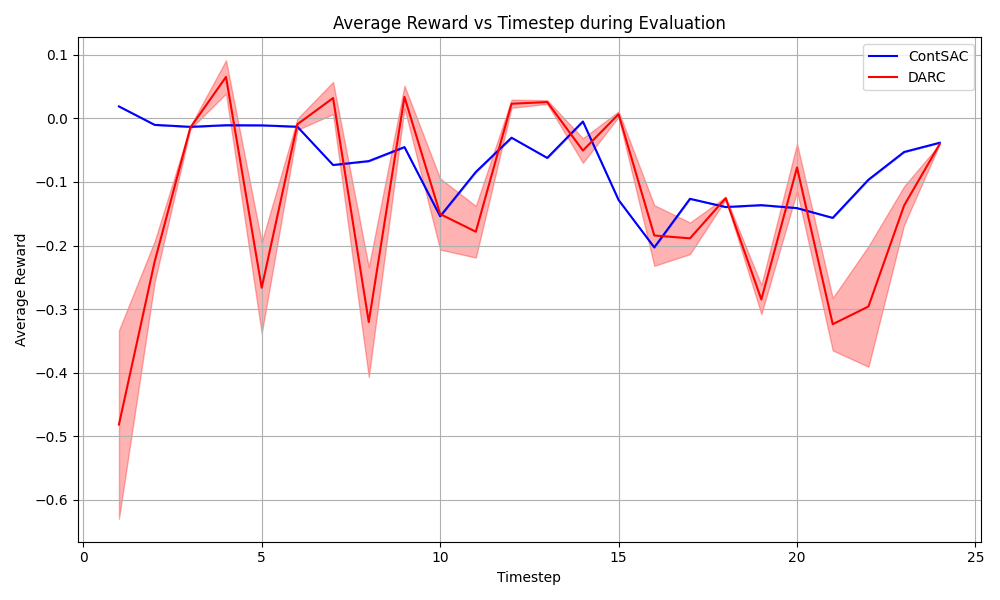 Average Reward vs Timestep during Evaluation
ContSAC
DARC
Average Reward
0.1
0.0
−0.1
−0.2
−0.3
−0.4
−0.5
−0.6
0 5 10 15 20 25
Timestep